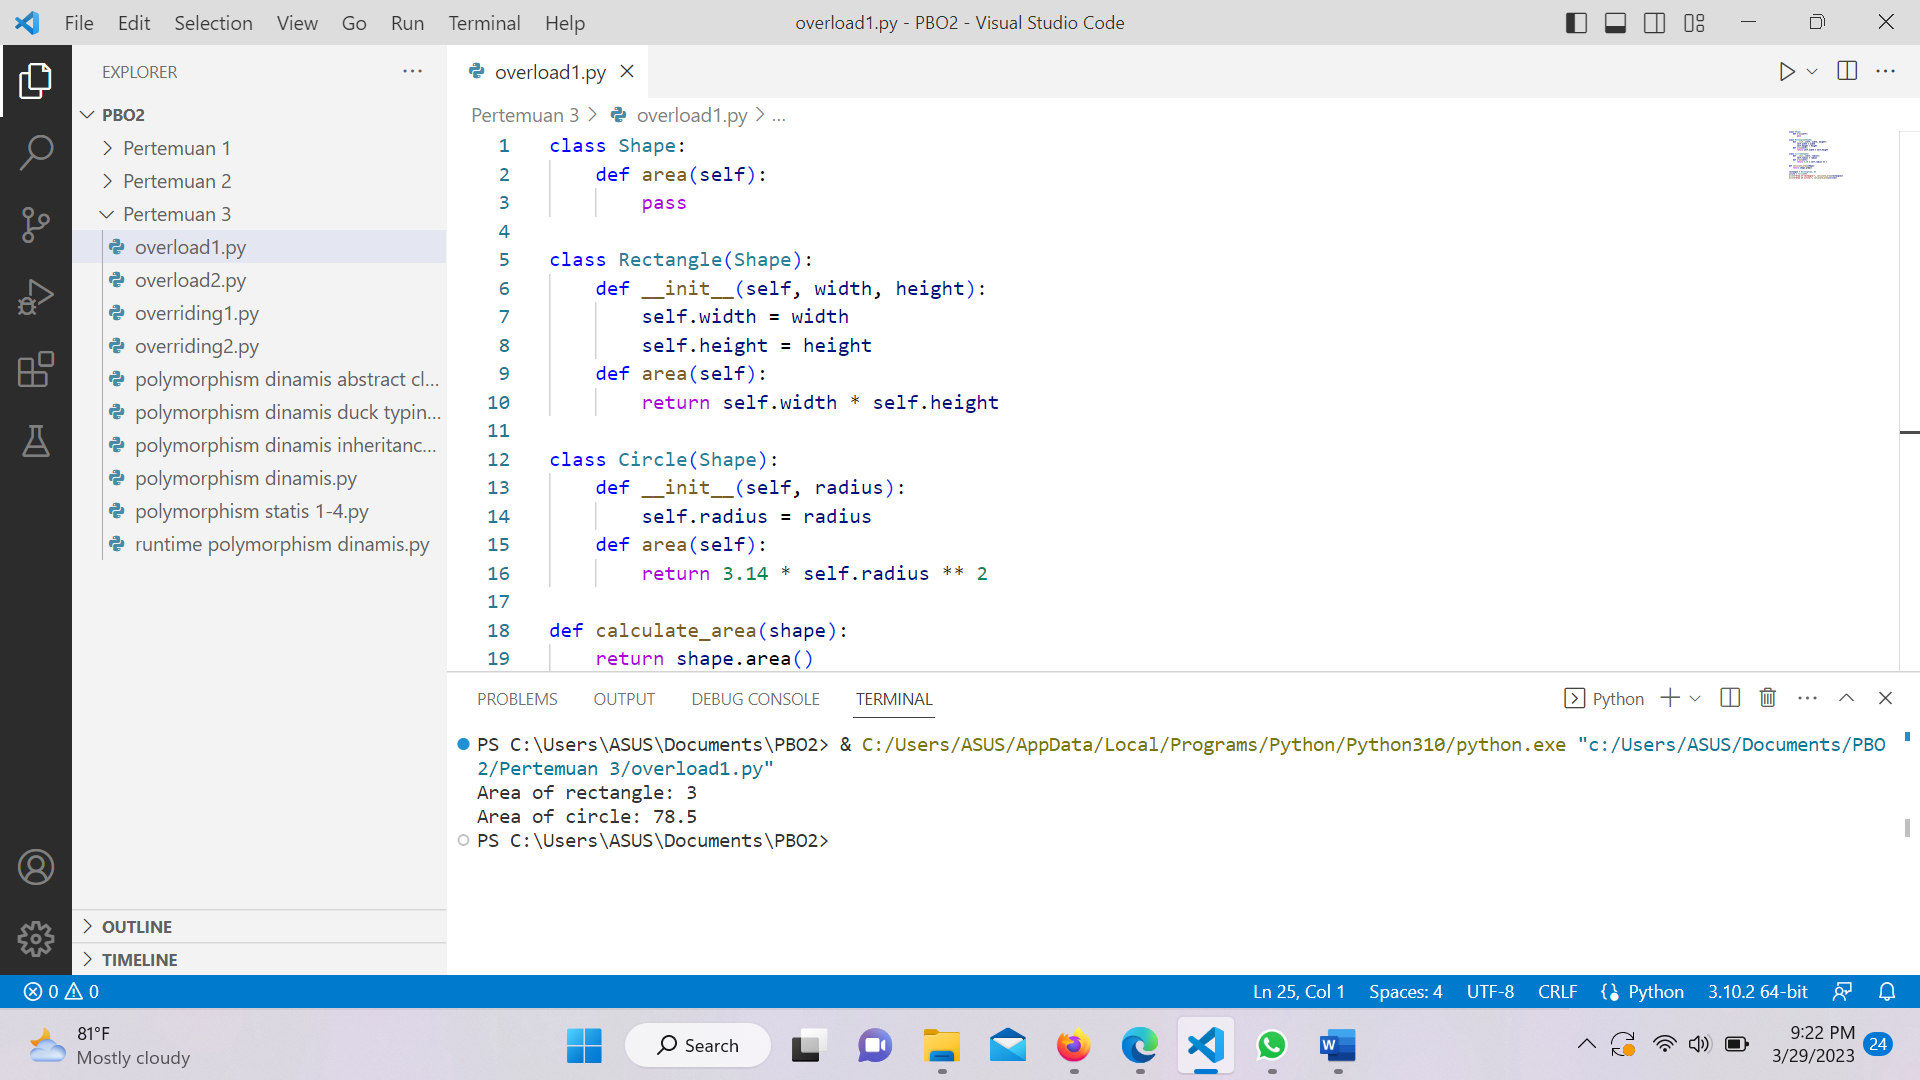 File Edit Selection View Go Run Terminal Help
overload1.py - PBO2 - Visual Studio Code
EXPLORER
PBO2
Pertemuan 1
Pertemuan 2
Pertemuan 3
overload1.py
overload2.py
overriding1.py
overriding2.py
polymorphism dinamis abstract cl...
polymorphism dinamis duck typin...
polymorphism dinamis inheritanc...
polymorphism dinamis.py
polymorphism statis 1-4.py
runtime polymorphism dinamis.py
OUTLINE
TIMELINE
overload1.py
Pertemuan 3 > overload1.py > ...
1 class Shape:
2     def area(self):
3         pass
4
5 class Rectangle(Shape):
6     def __init__(self, width, height):
7         self.width = width
8         self.height = height
9     def area(self):
10         return self.width * self.height
11
12 class Circle(Shape):
13     def __init__(self, radius):
14         self.radius = radius
15     def area(self):
16         return 3.14 * self.radius ** 2
17
18 def calculate_area(shape):
19     return shape.area()
PROBLEMS OUTPUT DEBUG CONSOLE TERMINAL
Python
PS C:\Users\ASUS\Documents\PBO2> & C:/Users/ASUS/AppData/Local/Programs/Python/Python310/python.exe "c:/Users/ASUS/Documents/PBO
2/Pertemuan 3/overload1.py"
Area of rectangle: 3
Area of circle: 78.5
PS C:\Users\ASUS\Documents\PBO2>
0 0
Ln 25, Col 1 Spaces: 4 UTF-8 CRLF Python 3.10.2 64-bit
81°F
Mostly cloudy
Search
9:22 PM
3/29/2023
24